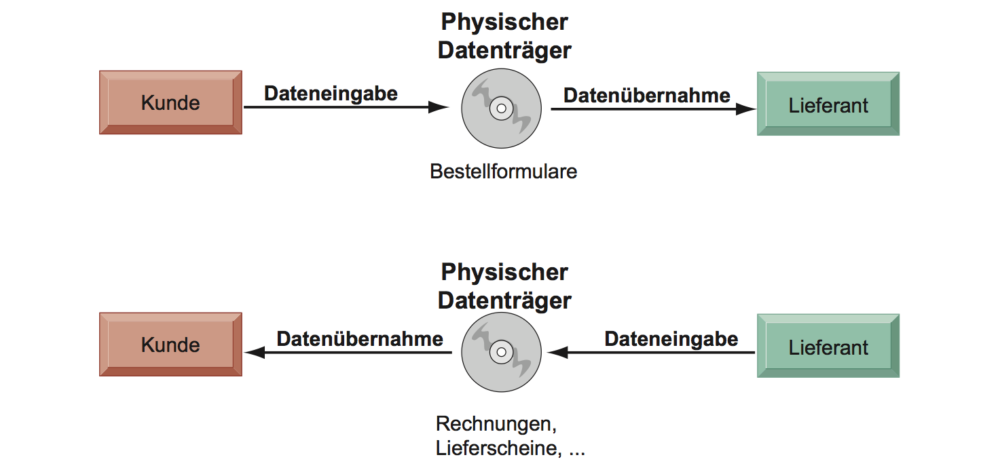 Physischer
Datenträger
Kunde
Dateneingabe
Datenübernahme
Lieferant
Bestellformulare
Physischer
Datenträger
Kunde
Datenübernahme
Dateneingabe
Lieferant
Rechnungen,
Lieferscheine, ...